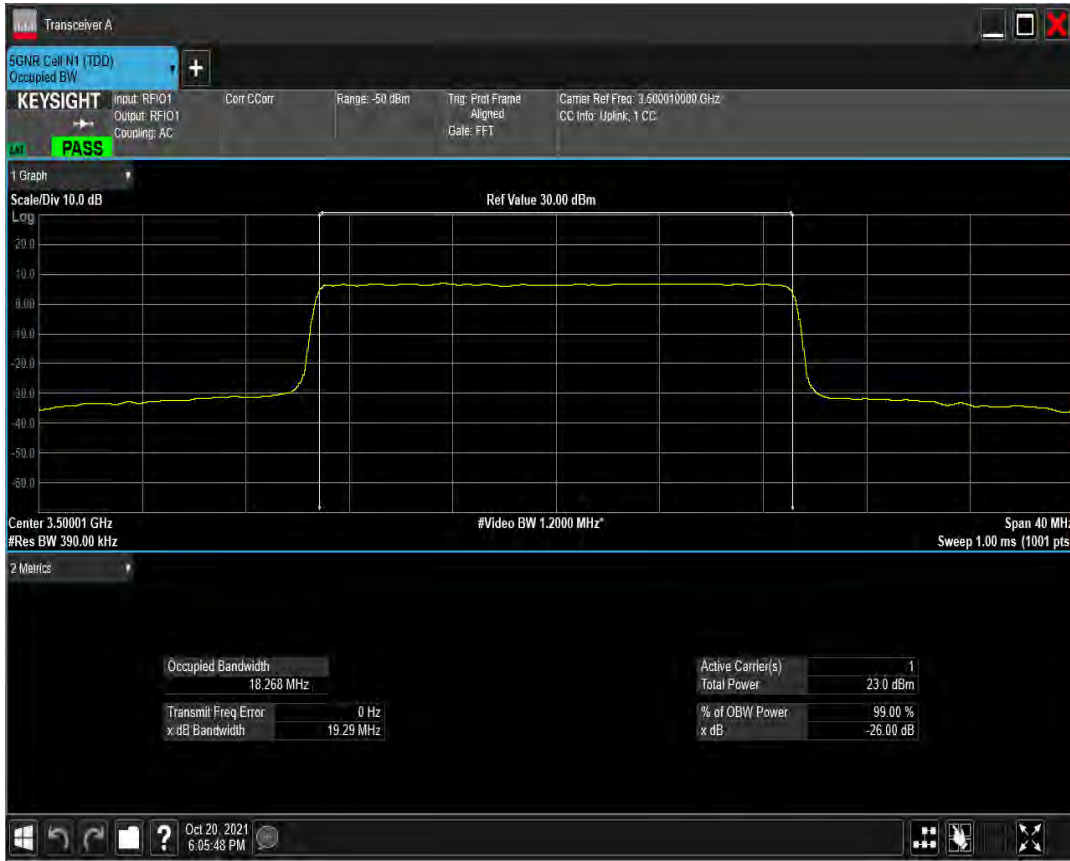 Transceiver A
5GNR Cell N1 (TDD)
Occupied BW
+
KEYSIGHT
Input: RFIO1
Output: RFIO1
Coupling: AC
Corr CCorr
Range: -50 dBm
Trig: Prot Frame
Aligned
Gate: FFT
Carrier Ref Freq: 3.500010000 GHz
CC Info: Uplink, 1 CC
PASS
1 Graph
Scale/Div 10.0 dB
Ref Value 30.00 dBm
Log
20.0
10.0
0.00
-10.0
-20.0
-30.0
-40.0
-50.0
-60.0
Center 3.50001 GHz
#Video BW 1.2000 MHz*
Span 40 MHz
#Res BW 390.00 kHz
Sweep 1.00 ms (1001 pts
2 Metrics
Occupied Bandwidth
18.268 MHz
Transmit Freq Error 0 Hz
x dB Bandwidth 19.29 MHz
Active Carrier(s) 1
Total Power 23.0 dBm
% of OBW Power 99.00 %
x dB -26.00 dB
?
Oct 20, 2021
6:05:48 PM